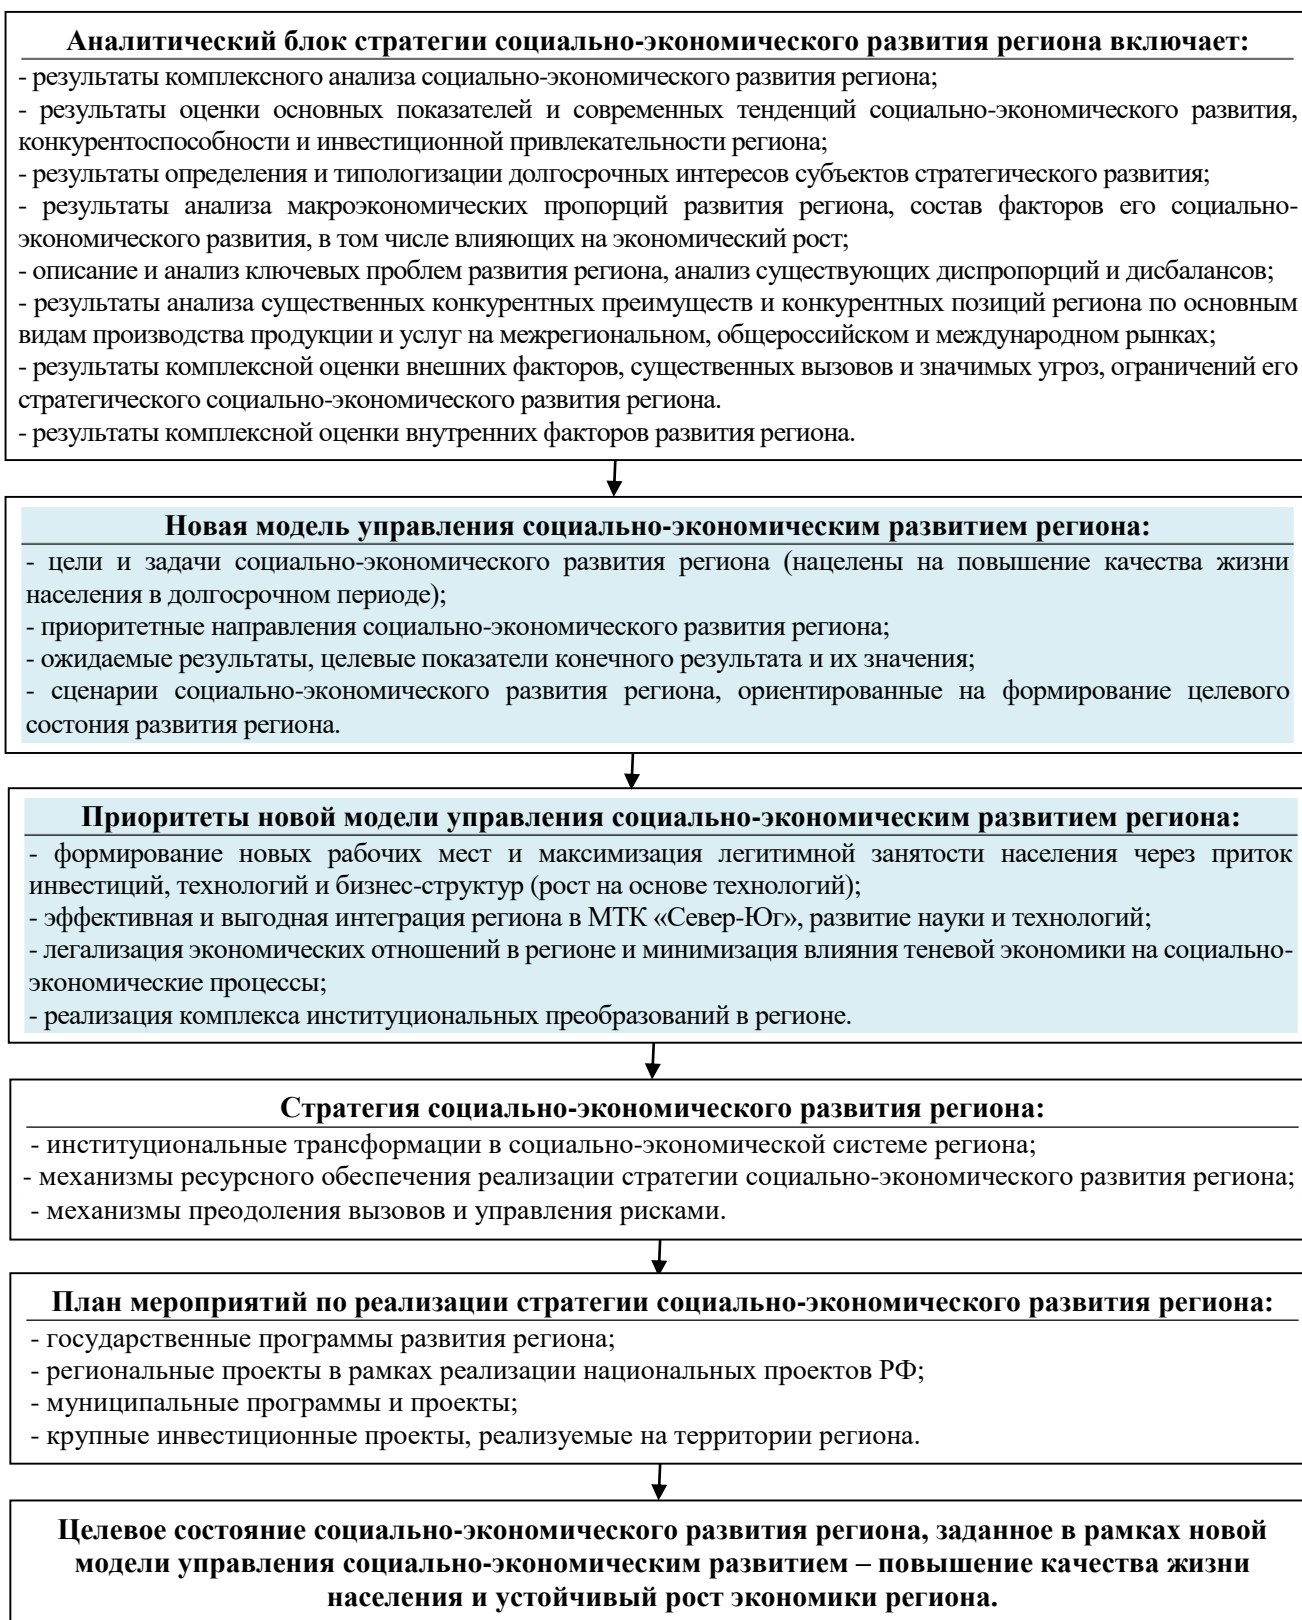 Аналитический блок стратегии социально-экономического развития региона включает:
- результаты комплексного анализа социально-экономического развития региона;
- результаты оценки основных показателей и современных тенденций социально-экономического развития,
конкурентоспособности и инвестиционной привлекательности региона;
- результаты определения и типологизации долгосрочных интересов субъектов стратегического развития;
- результаты анализа макроэкономических пропорций развития региона, состав факторов его социально-
экономического развития, в том числе влияющих на экономический рост;
- описание и анализ ключевых проблем развития региона, анализ существующих диспропорций и дисбалансов;
- результаты анализа существенных конкурентных преимуществ и конкурентных позиций региона по основным
видам производства продукции и услуг на межрегиональном, общероссийском и международном рынках;
- результаты комплексной оценки внешних факторов, существенных вызовов и значимых угроз, ограничений его
стратегического социально-экономического развития региона.
- результаты комплексной оценки внутренних факторов развития региона.
Новая модель управления социально-экономическим развитием региона:
- цели и задачи социально-экономического развития региона (нацелены на повышение качества жизни
населения в долгосрочном периоде);
- приоритетные направления социально-экономического развития региона;
- ожидаемые результаты, целевые показатели конечного результата и их значения;
- сценарии социально-экономического развития региона, ориентированные на формирование целевого
состония развития региона.
Приоритеты новой модели управления социально-экономическим развитием региона:
- формирование новых рабочих мест и максимизация легитимной занятости населения через приток
инвестиций, технологий и бизнес-структур (рост на основе технологий);
- эффективная и выгодная интеграция региона в МТК «Север-Юг», развитие науки и технологий;
- легализация экономических отношений в регионе и минимизация влияния теневой экономики на социально-
экономические процессы;
- реализация комплекса институциональных преобразований в регионе.
Стратегия социально-экономического развития региона:
- институциональные трансформации в социально-экономической системе региона;
- механизмы ресурсного обеспечения реализации стратегии социально-экономического развития региона;
- механизмы преодоления вызовов и управления рисками.
План мероприятий по реализации стратегии социально-экономического развития региона:
- государственные программы развития региона;
- региональные проекты в рамках реализации национальных проектов РФ;
- муниципальные программы и проекты;
- крупные инвестиционные проекты, реализуемые на территории региона.
Целевое состояние социально-экономического развития региона, заданное в рамках новой
модели управления социально-экономическим развитием – повышение качества жизни
населения и устойчивый рост экономики региона.